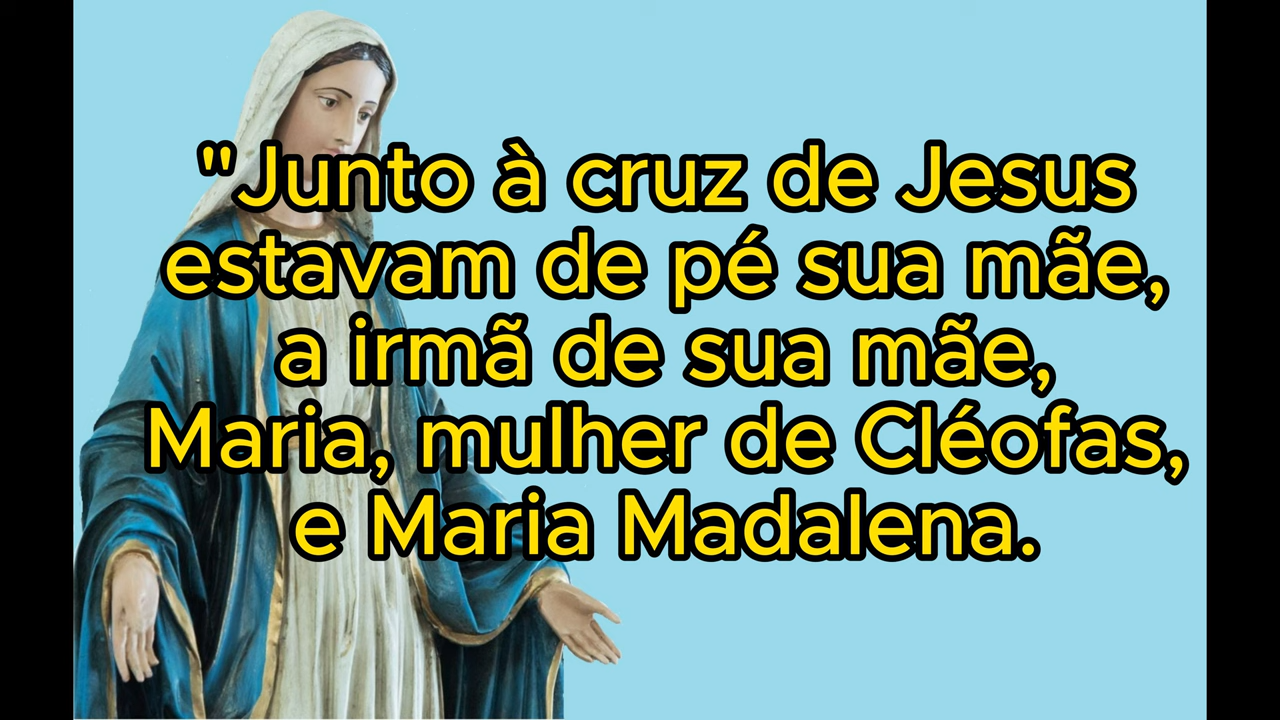 "Junto à cruz de Jesus
estavam de pé sua mãe,
a irmã de sua mãe,
Maria, mulher de Cléofas,
e Maria Madalena.